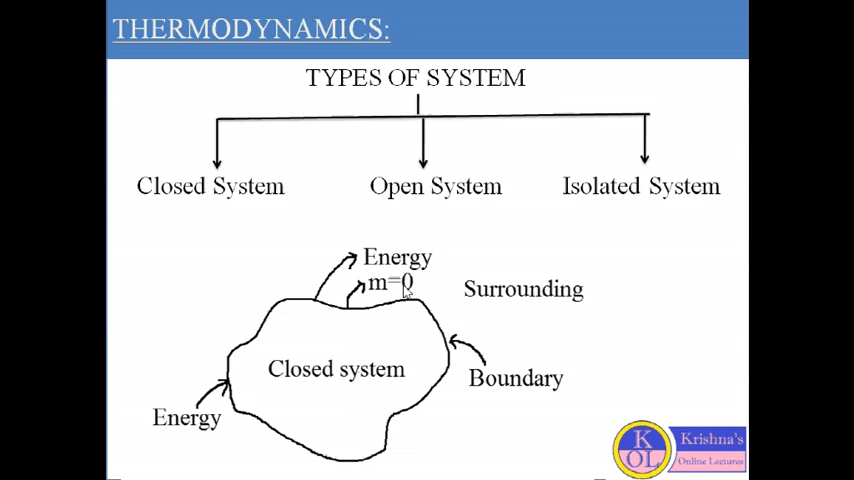 THERMODYNAMICS:
TYPES OF SYSTEM
Closed System Open System Isolated System
Energy
m=0
Surrounding
Closed system
Boundary
Energy
K
OL
Krishna's
Online Lectures